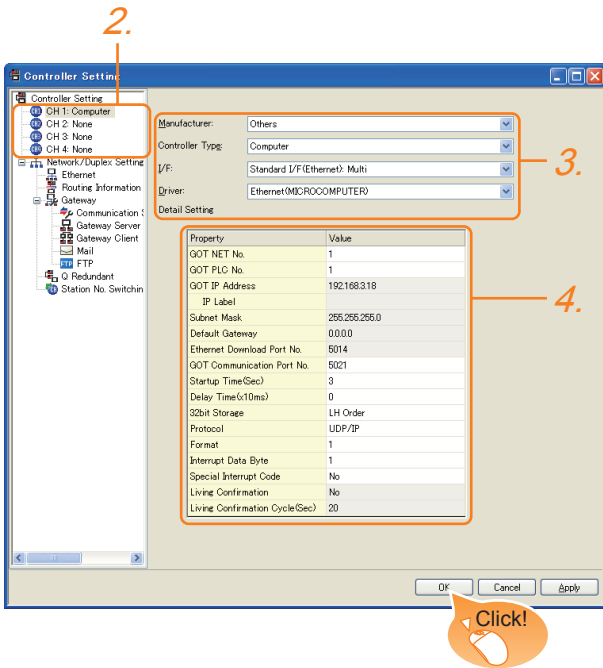 2.
Controller Setting
Controller Setting
CH 1: Computer
CH 2: None
CH 3: None
CH 4: None
Network/Duplex Setting
Ethernet
Routing Information
Gateway
Communication S
Gateway Server
Gateway Client
Mail
FTP
Q Redundant
Station No. Switchin
Manufacturer: Others
Controller Type: Computer
I/F: Standard I/F(Ethernet): Multi
Driver: Ethernet(MICROCOMPUTER)
Detail Setting
3.
Property Value
GOT NET No. 1
GOT PLC No. 1
GOT IP Address 192.168.3.18
IP Label
Subnet Mask 255.255.255.0
Default Gateway 0.0.0.0
Ethernet Download Port No. 5014
GOT Communication Port No. 5021
Startup Time(Sec) 3
Delay Time(x10ms) 0
32bit Storage LH Order
Protocol UDP/IP
Format 1
Interrupt Data Byte 1
Special Interrupt Code No
Living Confirmation No
Living Confirmation Cycle(Sec) 20
4.
OK Cancel Apply
Click!